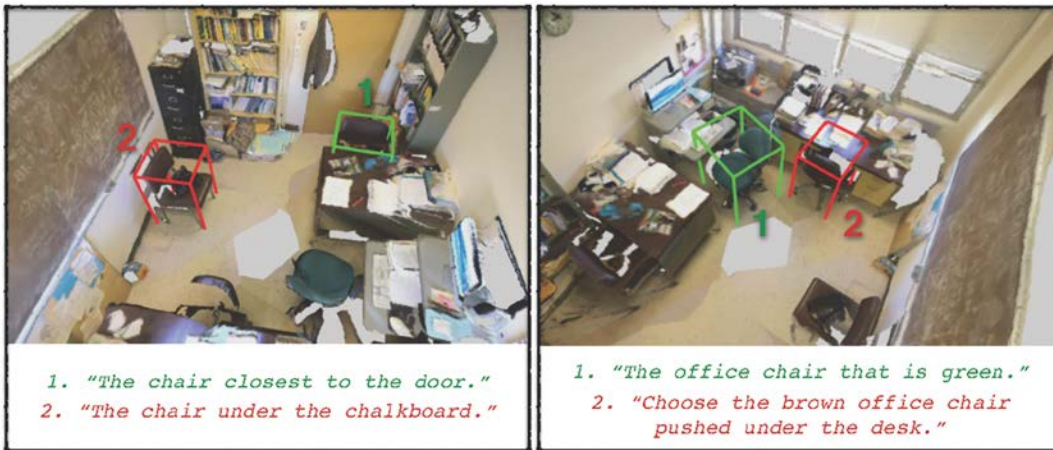 1
2
1. "The chair closest to the door."
2. "The chair under the chalkboard."
1
2
1. "The office chair that is green."
2. "Choose the brown office chair
pushed under the desk."